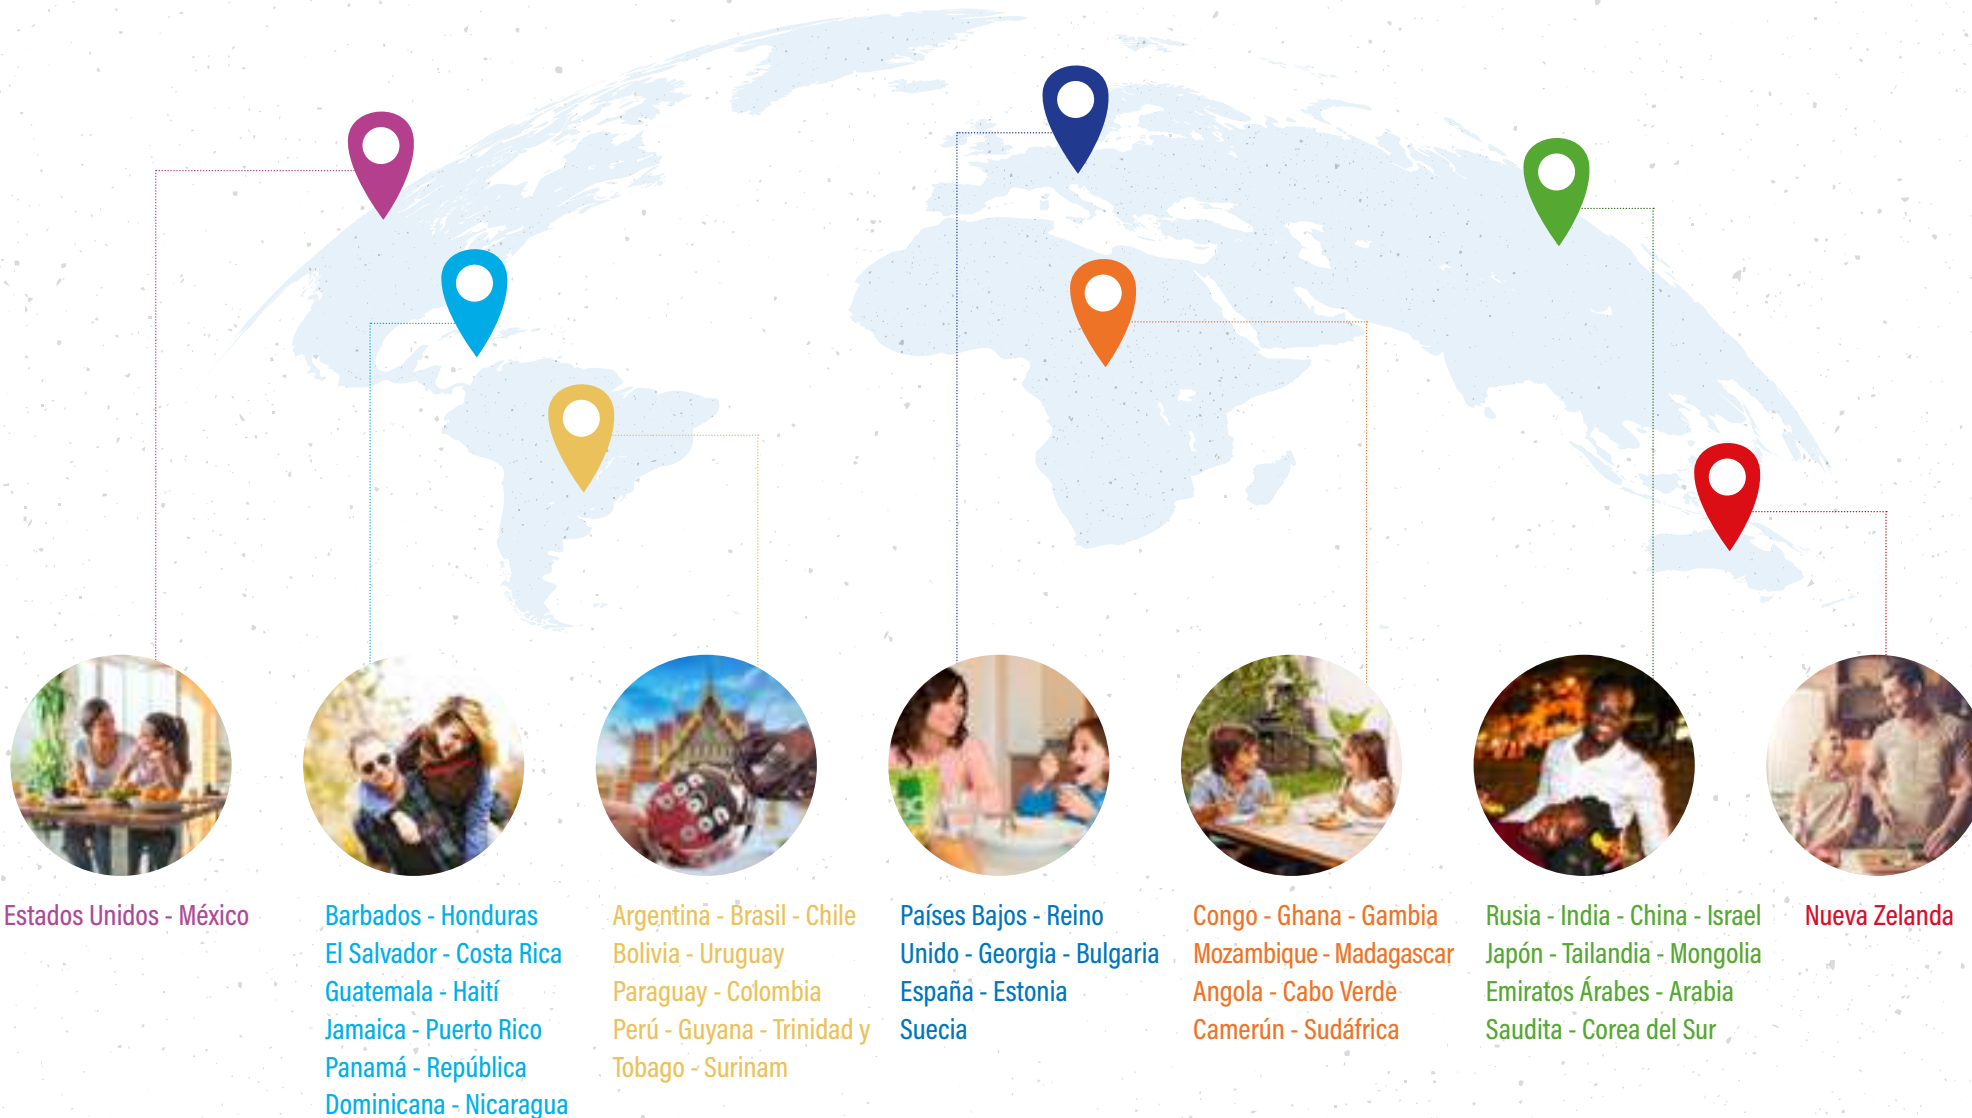 Estados Unidos - México
Barbados - Honduras
El Salvador - Costa Rica
Guatemala - Haití
Jamaica - Puerto Rico
Panamá - República
Dominicana - Nicaragua
Argentina - Brasil - Chile
Bolivia - Uruguay
Paraguay - Colombia
Perú - Guyana - Trinidad y
Tobago - Surinam
Países Bajos - Reino
Unido - Georgia - Bulgaria
España - Estonia
Suecia
Congo - Ghana - Gambia
Mozambique - Madagascar
Angola - Cabo Verde
Camerún - Sudáfrica
Rusia - India - China - Israel
Japón - Tailandia - Mongolia
Emiratos Árabes - Arabia
Saudita - Corea del Sur
Nueva Zelanda